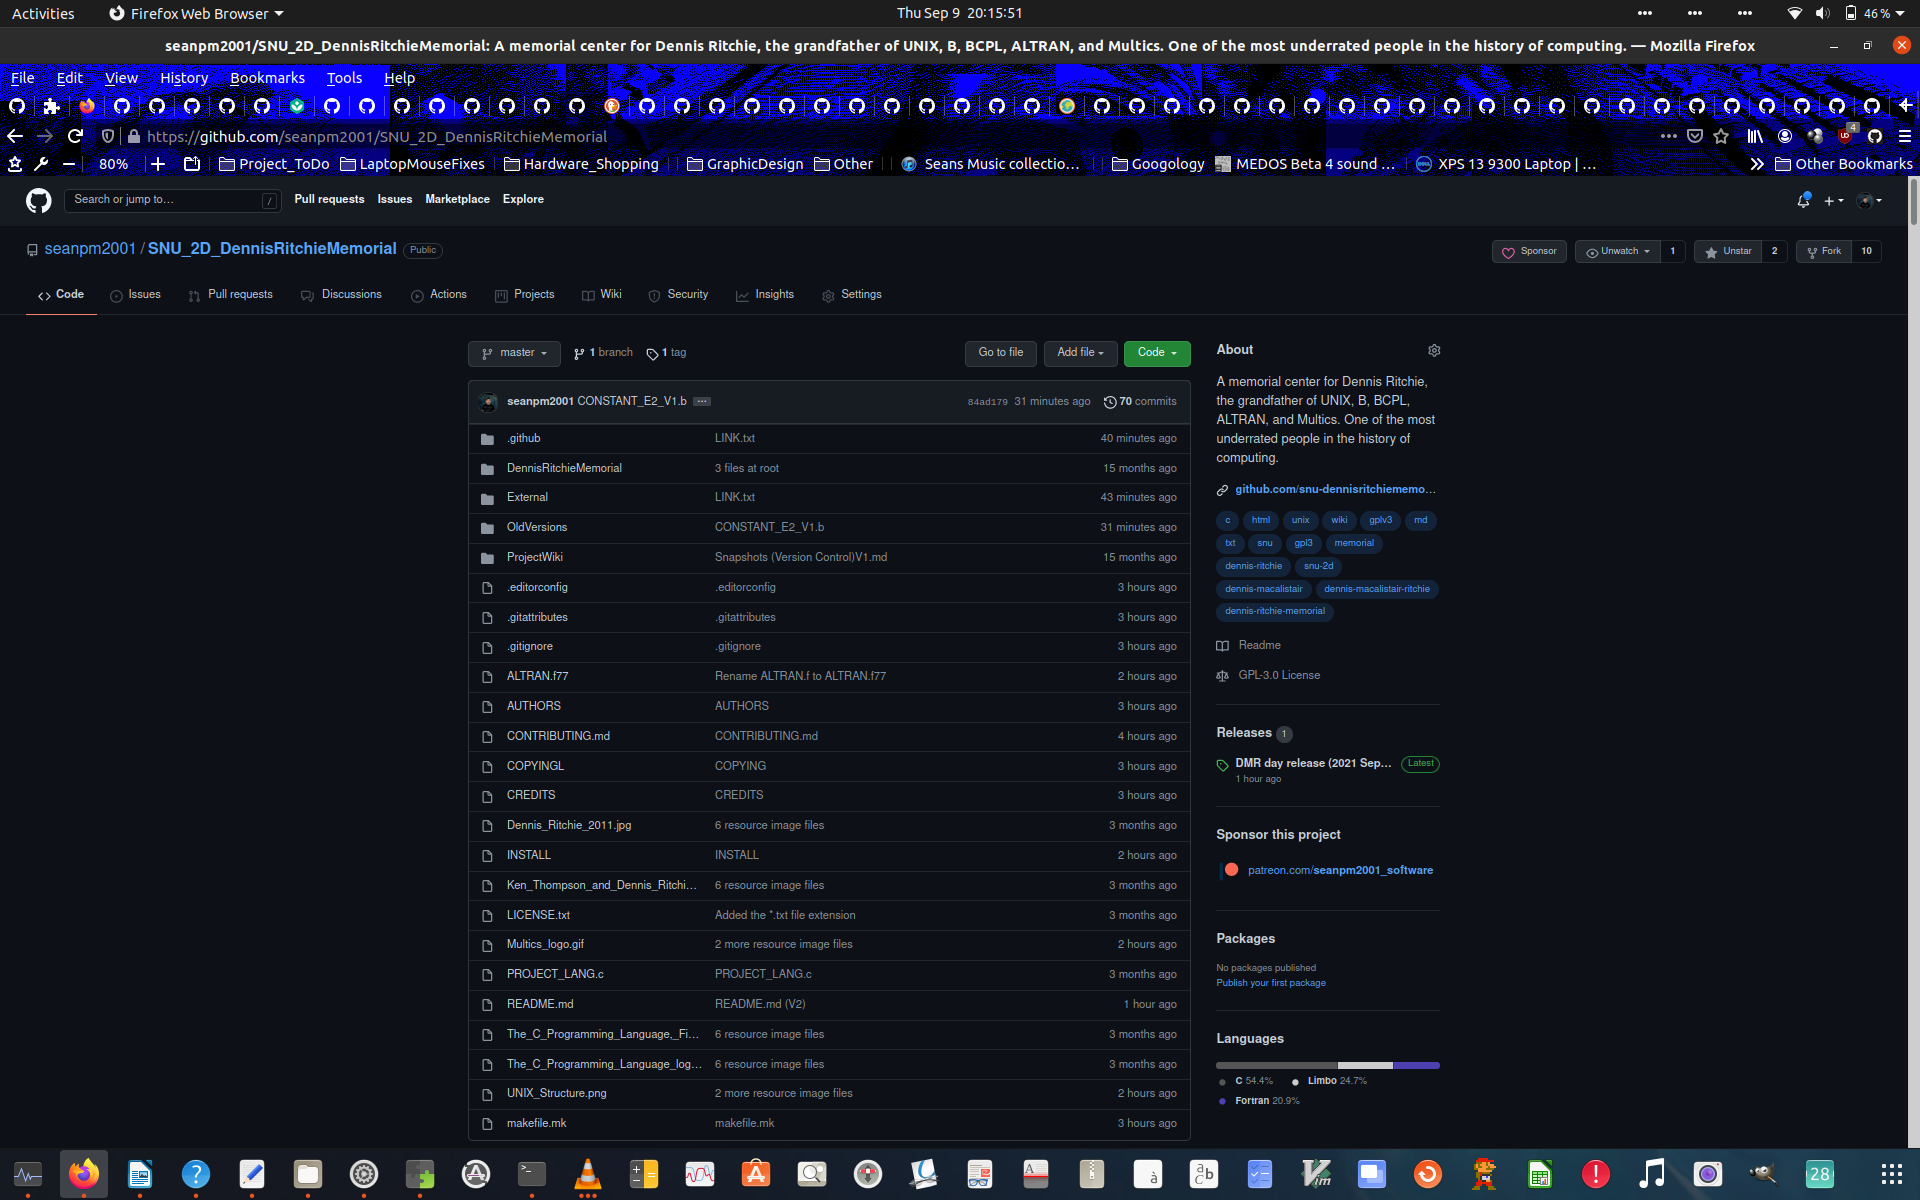 Activities
Firefox Web Browser
Thu Sep 9 20:15:51
46 %
seanpm2001/SNU_2D_DennisRitchieMemorial: A memorial center for Dennis Ritchie, the grandfather of UNIX, B, BCPL, ALTRAN, and Multics. One of the most underrated people in the history of computing. — Mozilla Firefox
File Edit View History Bookmarks Tools Help
https://github.com/seanpm2001/SNU_2D_DennisRitchieMemorial
4
80% Project_ToDo LaptopMouseFixes Hardware_Shopping GraphicDesign Other Seans Music collectio… Googology MEDOS Beta 4 sound … XPS 13 9300 Laptop | … Other Bookmarks
Search or jump to… / Pull requests Issues Marketplace Explore
seanpm2001 / SNU_2D_DennisRitchieMemorial Public
Sponsor Unwatch 1 Unstar 2 Fork 10
Code Issues Pull requests Discussions Actions Projects Wiki Security Insights Settings
master 1 branch 1 tag Go to file Add file Code
seanpm2001 CONSTANT_E2_V1.b ... 84ad179 31 minutes ago 70 commits
.github LINK.txt 40 minutes ago
DennisRitchieMemorial 3 files at root 15 months ago
External LINK.txt 43 minutes ago
OldVersions CONSTANT_E2_V1.b 31 minutes ago
ProjectWiki Snapshots (Version Control)V1.md 15 months ago
.editorconfig .editorconfig 3 hours ago
.gitattributes .gitattributes 3 hours ago
.gitignore .gitignore 3 hours ago
ALTRAN.f77 Rename ALTRAN.f to ALTRAN.f77 2 hours ago
AUTHORS AUTHORS 3 hours ago
CONTRIBUTING.md CONTRIBUTING.md 4 hours ago
COPYINGL COPYING 3 hours ago
CREDITS CREDITS 3 hours ago
Dennis_Ritchie_2011.jpg 6 resource image files 3 months ago
INSTALL INSTALL 2 hours ago
Ken_Thompson_and_Dennis_Ritchi… 6 resource image files 3 months ago
LICENSE.txt Added the *.txt file extension 3 months ago
Multics_logo.gif 2 more resource image files 2 hours ago
PROJECT_LANG.c PROJECT_LANG.c 3 months ago
README.md README.md (V2) 1 hour ago
The_C_Programming_Language,_Fi… 6 resource image files 3 months ago
The_C_Programming_Language_log… 6 resource image files 3 months ago
UNIX_Structure.png 2 more resource image files 2 hours ago
makefile.mk makefile.mk 3 hours ago
About
A memorial center for Dennis Ritchie,
the grandfather of UNIX, B, BCPL,
ALTRAN, and Multics. One of the most
underrated people in the history of
computing.
github.com/snu-dennisritchiememo…
c html unix wiki gplv3 md
txt snu gpl3 memorial
dennis-ritchie snu-2d
dennis-macalistair dennis-macalistair-ritchie
dennis-ritchie-memorial
Readme
GPL-3.0 License
Releases 1
DMR day release (2021 Sep… Latest
1 hour ago
Sponsor this project
patreon.com/seanpm2001_software
Packages
No packages published
Publish your first package
Languages
C 54.4% Limbo 24.7%
Fortran 20.9%
28